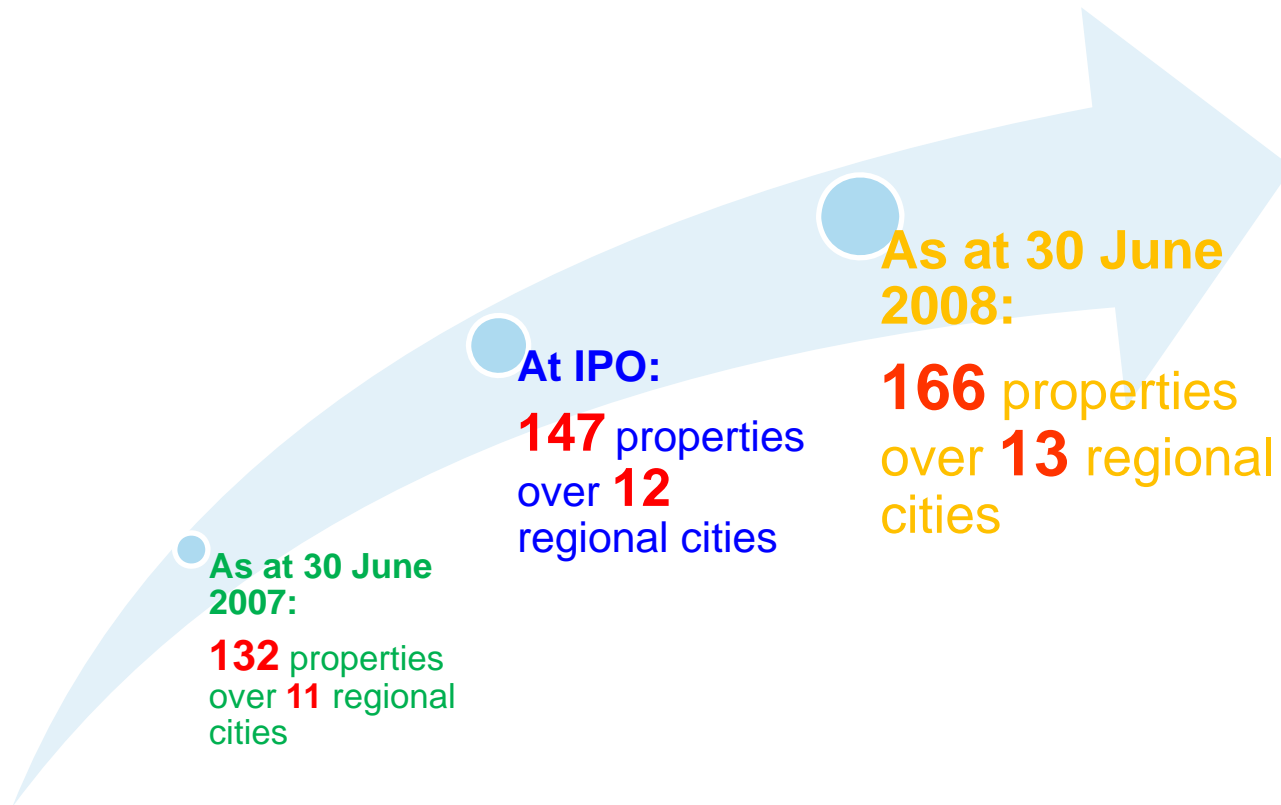 As at 30 June
2007:
132 properties
over 11 regional
cities
At IPO:
147 properties
over 12
regional cities
As at 30 June
2008:
166 properties
over 13 regional
cities